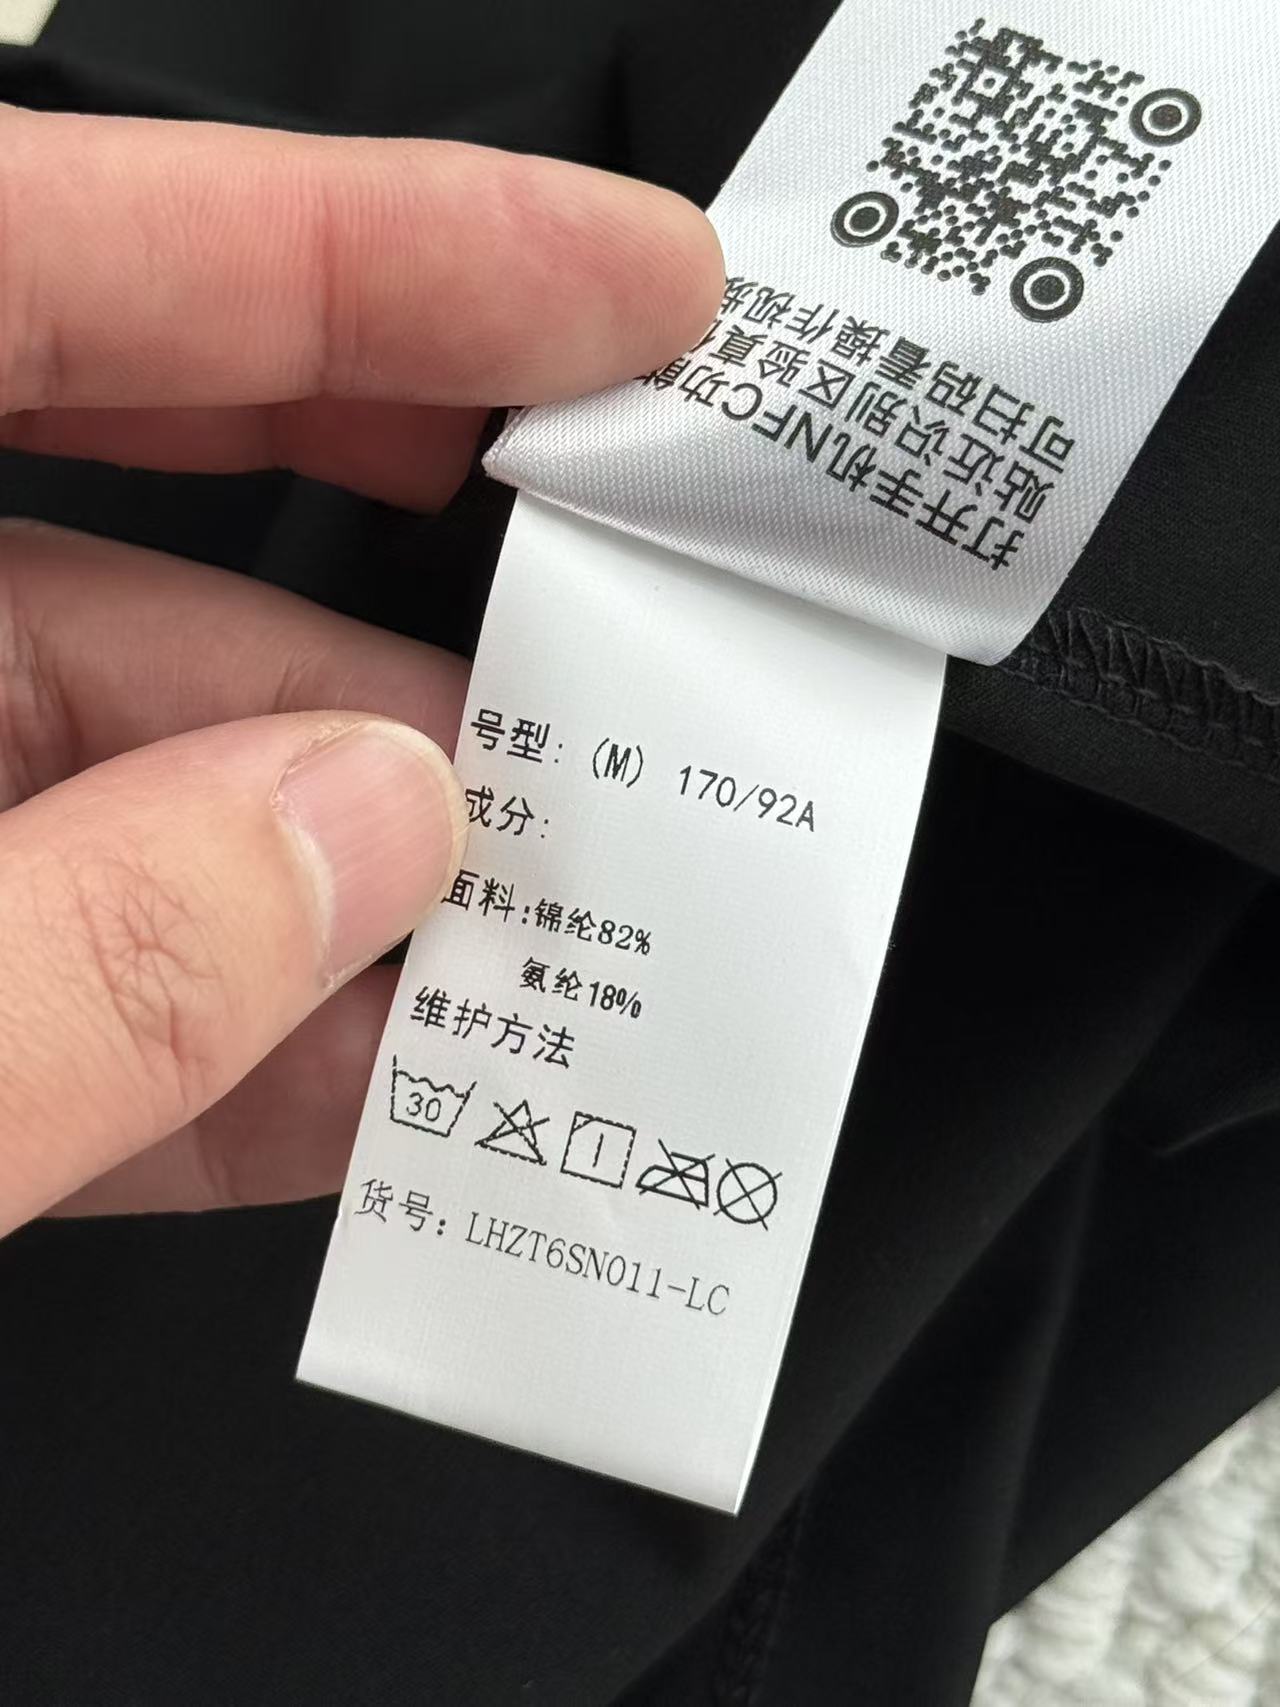 打开手机NFC功能
贴近识别区验真
可扫码看操作视频
号型: (M) 170/92A
成分:
面料:锦纶82%
氨纶18%
维护方法
30
货号: LHZT6SN011-LC